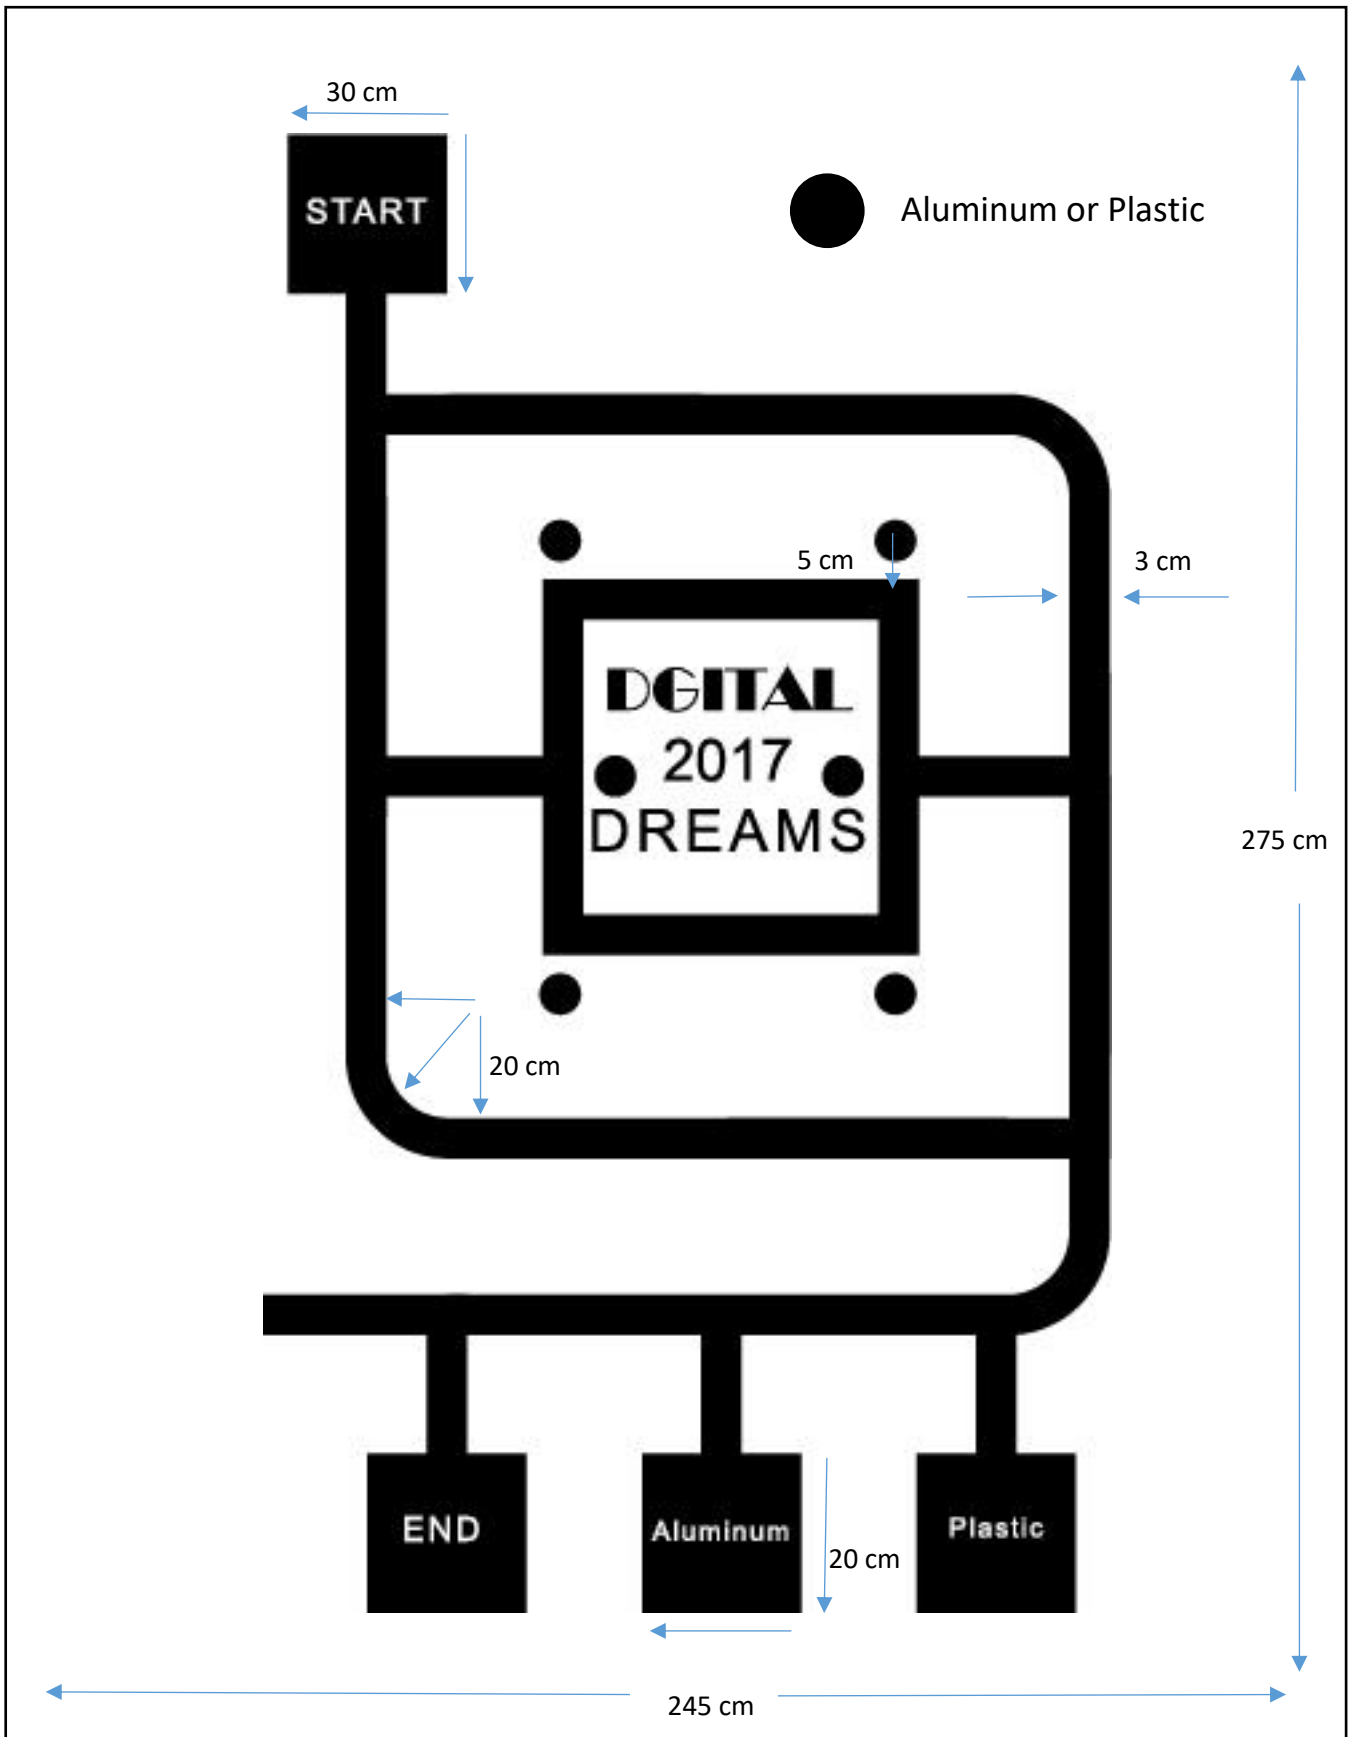 30 cm
START
Aluminum or Plastic
5 cm
3 cm
DGITAL
2017
DREAMS
275 cm
20 cm
END
Aluminum
Plastic
20 cm
245 cm